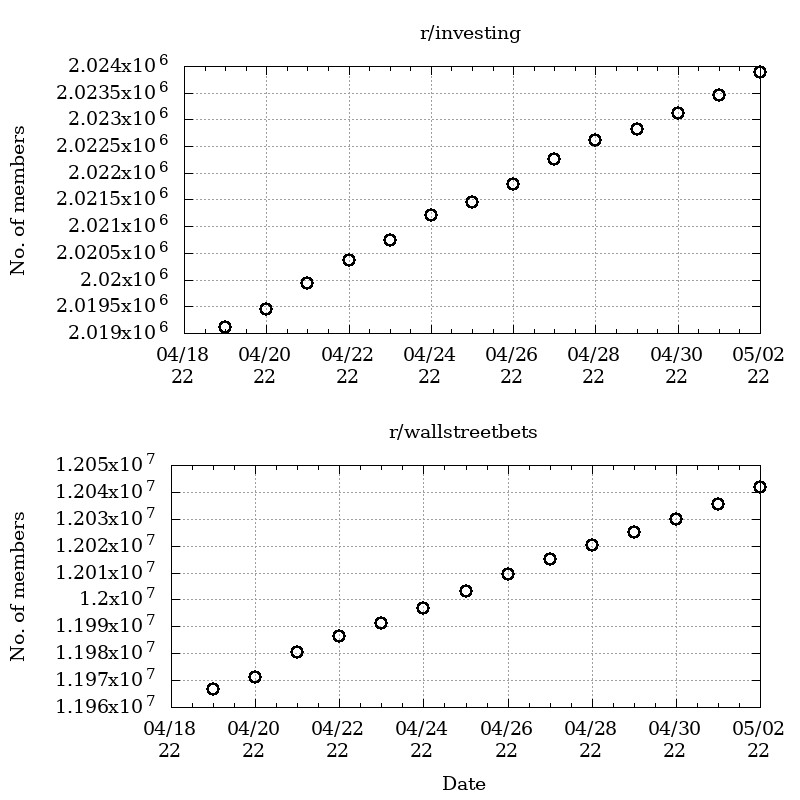 r/investing
No. of members
2.024x10^6
2.0235x10^6
2.023x10^6
2.0225x10^6
2.022x10^6
2.0215x10^6
2.021x10^6
2.0205x10^6
2.02x10^6
2.0195x10^6
2.019x10^6
04/18 04/20 04/22 04/24 04/26 04/28 04/30 05/02
22 22 22 22 22 22 22 22
r/wallstreetbets
No. of members
1.205x10^7
1.204x10^7
1.203x10^7
1.202x10^7
1.201x10^7
1.2x10^7
1.199x10^7
1.198x10^7
1.197x10^7
1.196x10^7
04/18 04/20 04/22 04/24 04/26 04/28 04/30 05/02
22 22 22 22 22 22 22 22
Date